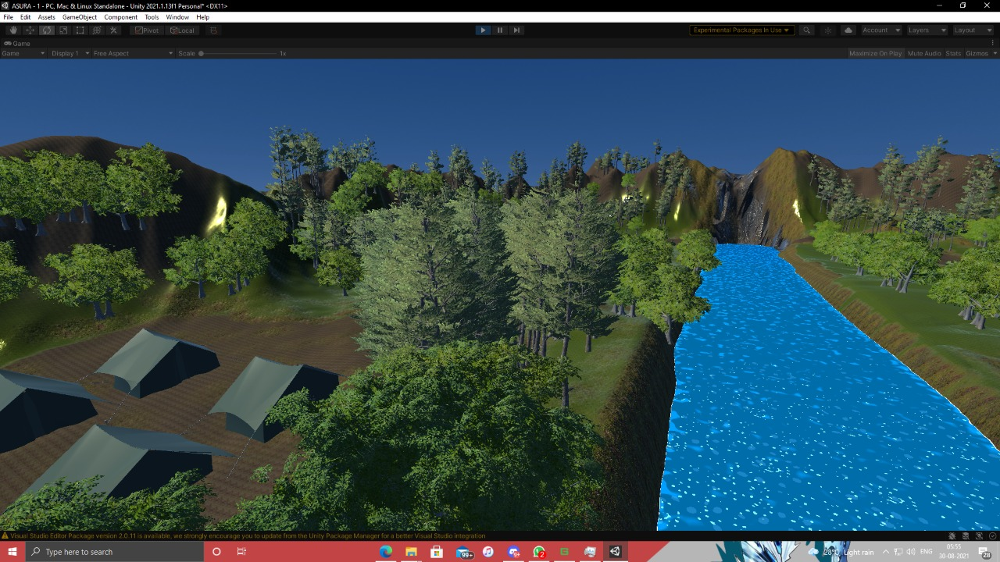 ASURA - 1 - PC, Mac & Linux Standalone - Unity 2021.1.13f1 Personal* <DX11>
File Edit Assets GameObject Component Tools Window Help
Pivot Local Experimental Packages In Use Account Layers Layout
Game
Game Display 1 Free Aspect Scale 1x Maximize On Play Mute Audio Stats Gizmos
Visual Studio Editor Package version 2.0.11 is available, we strongly encourage you to update from the Unity Package Manager for a better Visual Studio integration
Type here to search 99+ 9+ 2 28°C Light rain ENG 05:55 28
30-08-2021